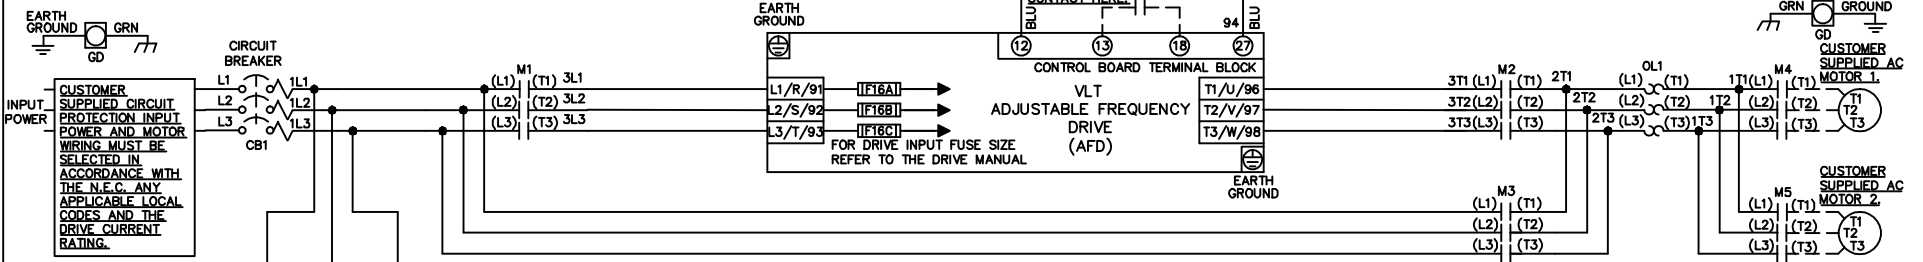 EARTH
GROUND
GRN
GD
CIRCUIT
BREAKER
INPUT
POWER
CUSTOMER
SUPPLIED CIRCUIT
PROTECTION INPUT
POWER AND MOTOR
WIRING MUST BE
SELECTED IN
ACCORDANCE WITH
THE N.E.C. ANY
APPLICABLE LOCAL
CODES AND THE
DRIVE CURRENT
RATING.
L1
L2
L3
1L1
1L2
1L3
CB1
M1
(L1) (T1) 3L1
(L2) (T2) 3L2
(L3) (T3) 3L3
EARTH
GROUND
BLU
CONTACT HERE.
94
BLU
12
13
18
27
CONTROL BOARD TERMINAL BLOCK
L1/R/91
L2/S/92
L3/T/93
F16A
F16B
F16C
FOR DRIVE INPUT FUSE SIZE
REFER TO THE DRIVE MANUAL
VLT
ADJUSTABLE FREQUENCY
DRIVE
(AFD)
T1/U/96
T2/V/97
T3/W/98
EARTH
GROUND
M2
3T1 (L1) (T1) 2T1
3T2 (L2) (T2) 2T2
3T3 (L3) (T3) 2T3
M3
(L1) (T1)
(L2) (T2)
(L3) (T3)
OL1
(L1) (T1) 1T1
(L2) (T2) 1T2
(L3) (T3) 1T3
GRN
GROUND
GD
CUSTOMER
SUPPLIED AC
MOTOR 1.
M4
(L1) (T1)
(L2) (T2)
(L3) (T3)
T1
T2
T3
CUSTOMER
SUPPLIED AC
MOTOR 2.
M5
(L1) (T1)
(L2) (T2)
(L3) (T3)
T1
T2
T3